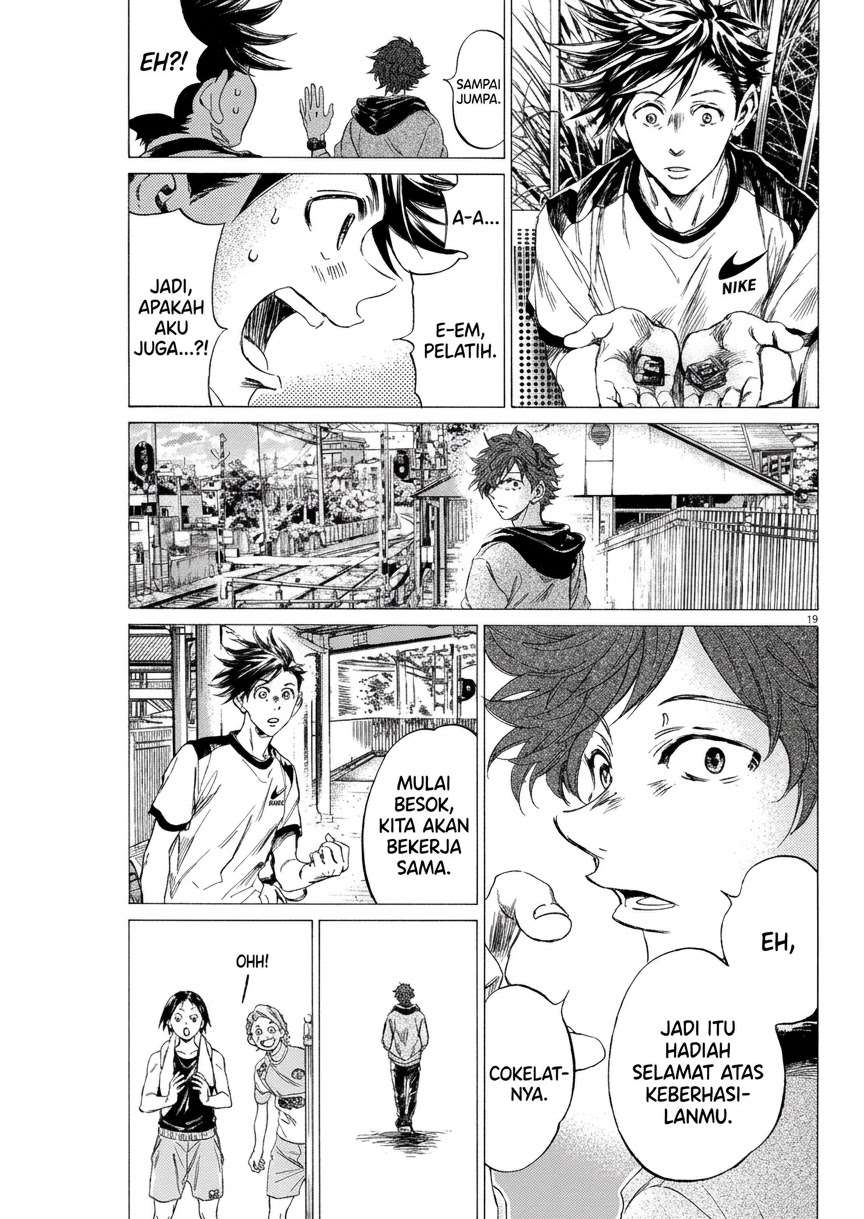 NIKE
SAMPAI
JUMPA.
EH?!
A-A...
E-EM,
PELATIH.
JADI,
APAKAH
AKU
JUGA...?!
19
EH,
JADI ITU
HADIAH
SELAMAT ATAS
KEBERHASI-
LANMU.
COKELAT-
NYA.
MULAI
BESOK,
KITA AKAN
BEKERJA
SAMA.
OHH!